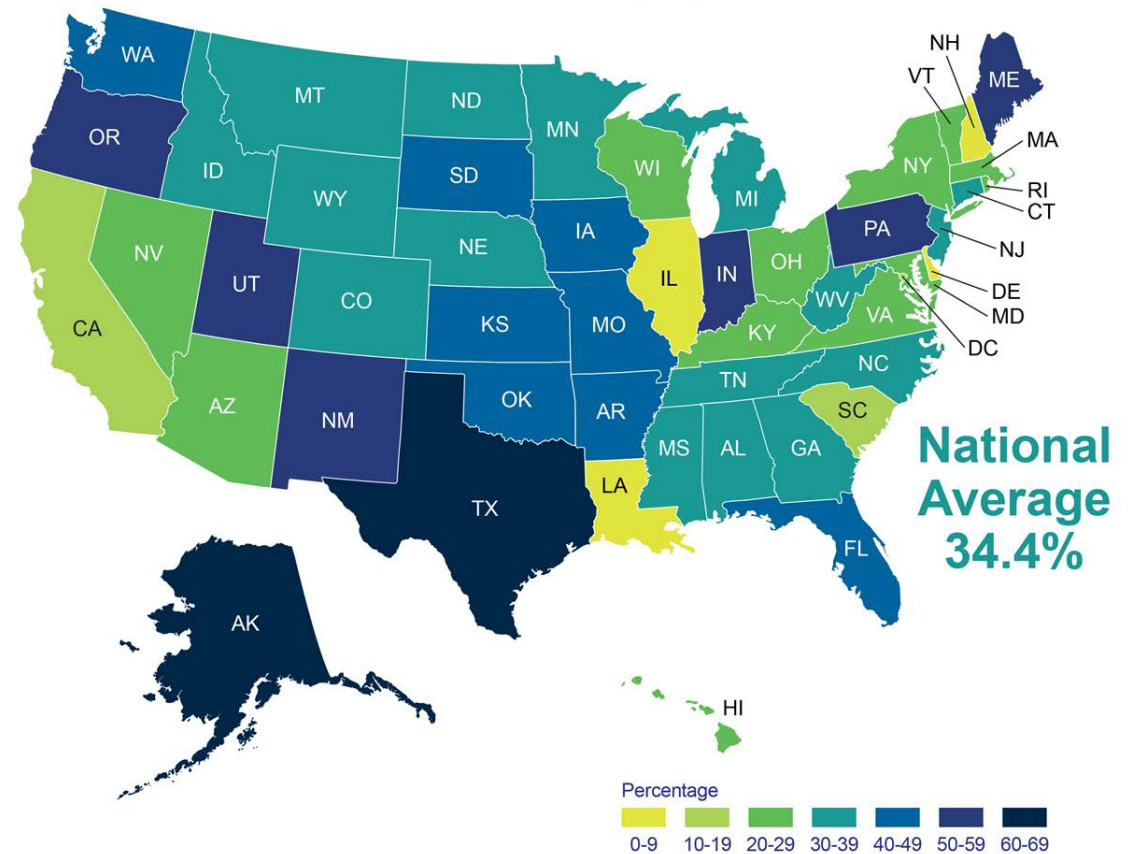 WA
OR
CA
NV
ID
MT
WY
UT
AZ
CO
NM
ND
SD
NE
KS
OK
TX
MN
IA
MO
AR
LA
WI
IL
MI
IN
OH
KY
TN
MS
AL
GA
FL
SC
NC
VA
WV
PA
NY
VT
NH
ME
MA
RI
CT
NJ
DE
MD
DC
AK
HI
National
Average
34.4%
Percentage
0-9 10-19 20-29 30-39 40-49 50-59 60-69